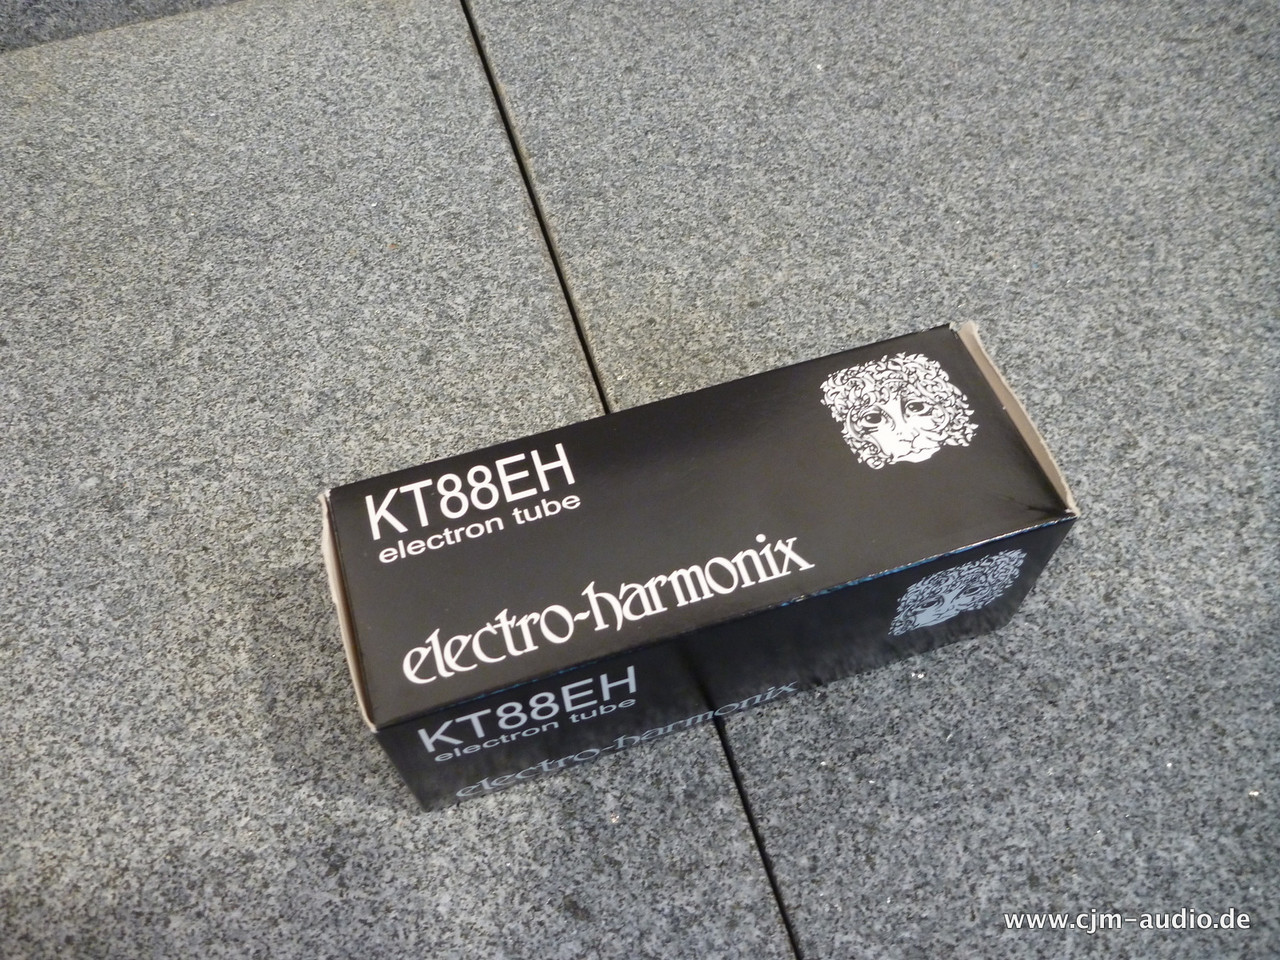 KT88EH
electron tube
electro-harmonix
KT88EH
electron tube
electro-harmonix
www.cjm-audio.de